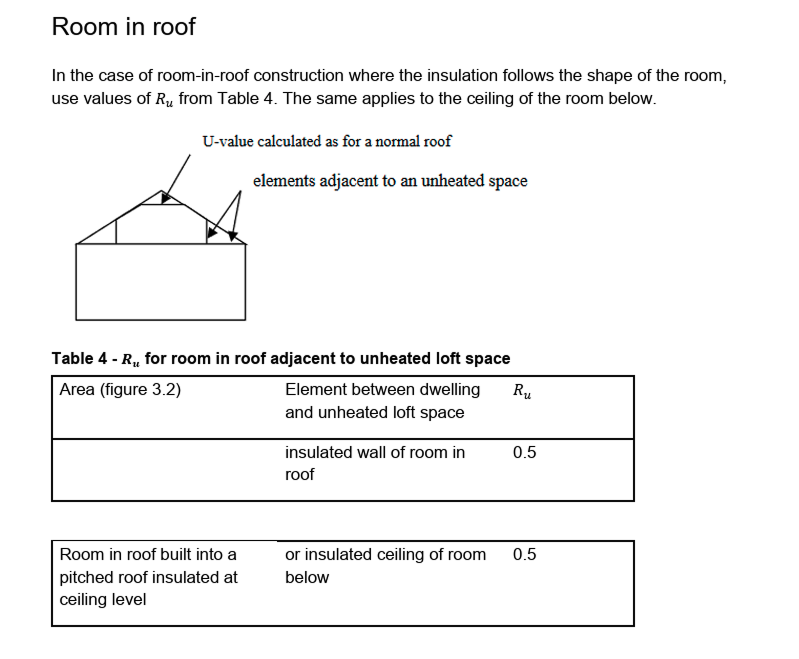 Room in roof
In the case of room-in-roof construction where the insulation follows the shape of the room,
use values of Rᵤ from Table 4. The same applies to the ceiling of the room below.
U-value calculated as for a normal roof
elements adjacent to an unheated space
Table 4 - Rᵤ for room in roof adjacent to unheated loft space
Area (figure 3.2) Element between dwelling Rᵤ
and unheated loft space
insulated wall of room in 0.5
roof
Room in roof built into a or insulated ceiling of room 0.5
pitched roof insulated at below
ceiling level